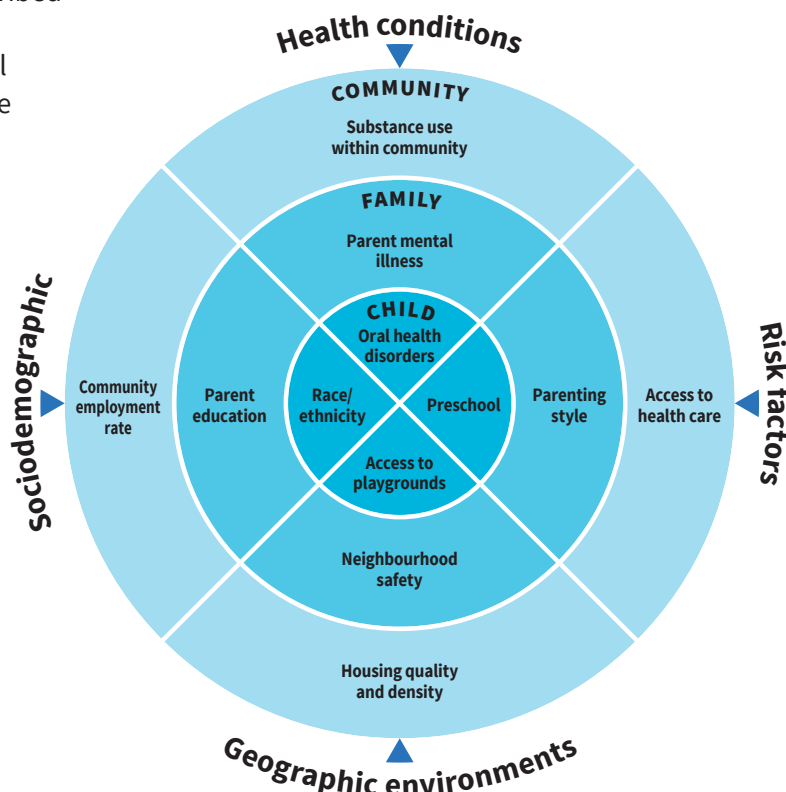 Health conditions
COMMUNITY
Substance use
within community
FAMILY
Parent mental
illness
CHILD
Oral health
disorders
Sociodemographic
Community
employment
rate
Parent
education
Race/
ethnicity
Preschool
Parenting
style
Access to
health care
Risk factors
Access to
playgrounds
Neighbourhood
safety
Housing quality
and density
Geographic environments